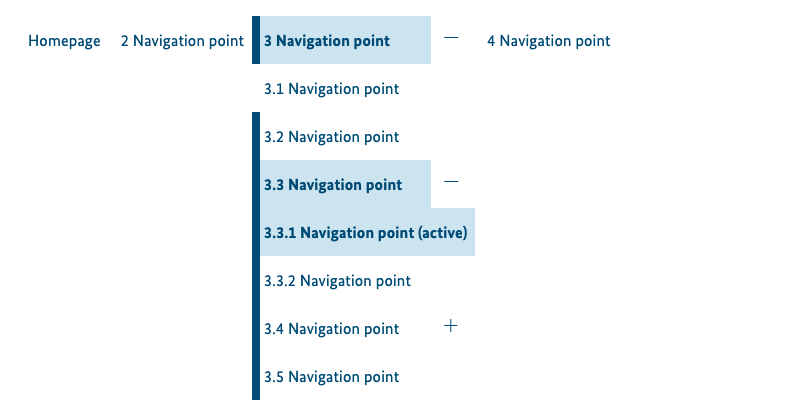 Homepage 2 Navigation point 3 Navigation point — 4 Navigation point
3.1 Navigation point
3.2 Navigation point
3.3 Navigation point —
3.3.1 Navigation point (active)
3.3.2 Navigation point
3.4 Navigation point +
3.5 Navigation point